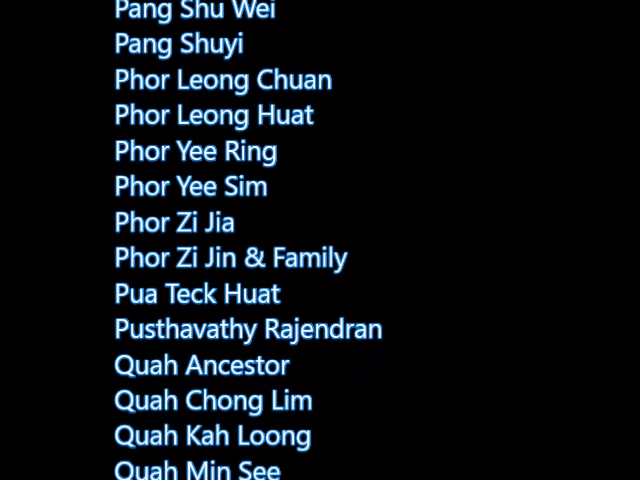 Pang Shu Wei
Pang Shuyi
Phor Leong Chuan
Phor Leong Huat
Phor Yee Ring
Phor Yee Sim
Phor Zi Jia
Phor Zi Jin & Family
Pua Teck Huat
Pusthavathy Rajendran
Quah Ancestor
Quah Chong Lim
Quah Kah Loong
Quah Min See